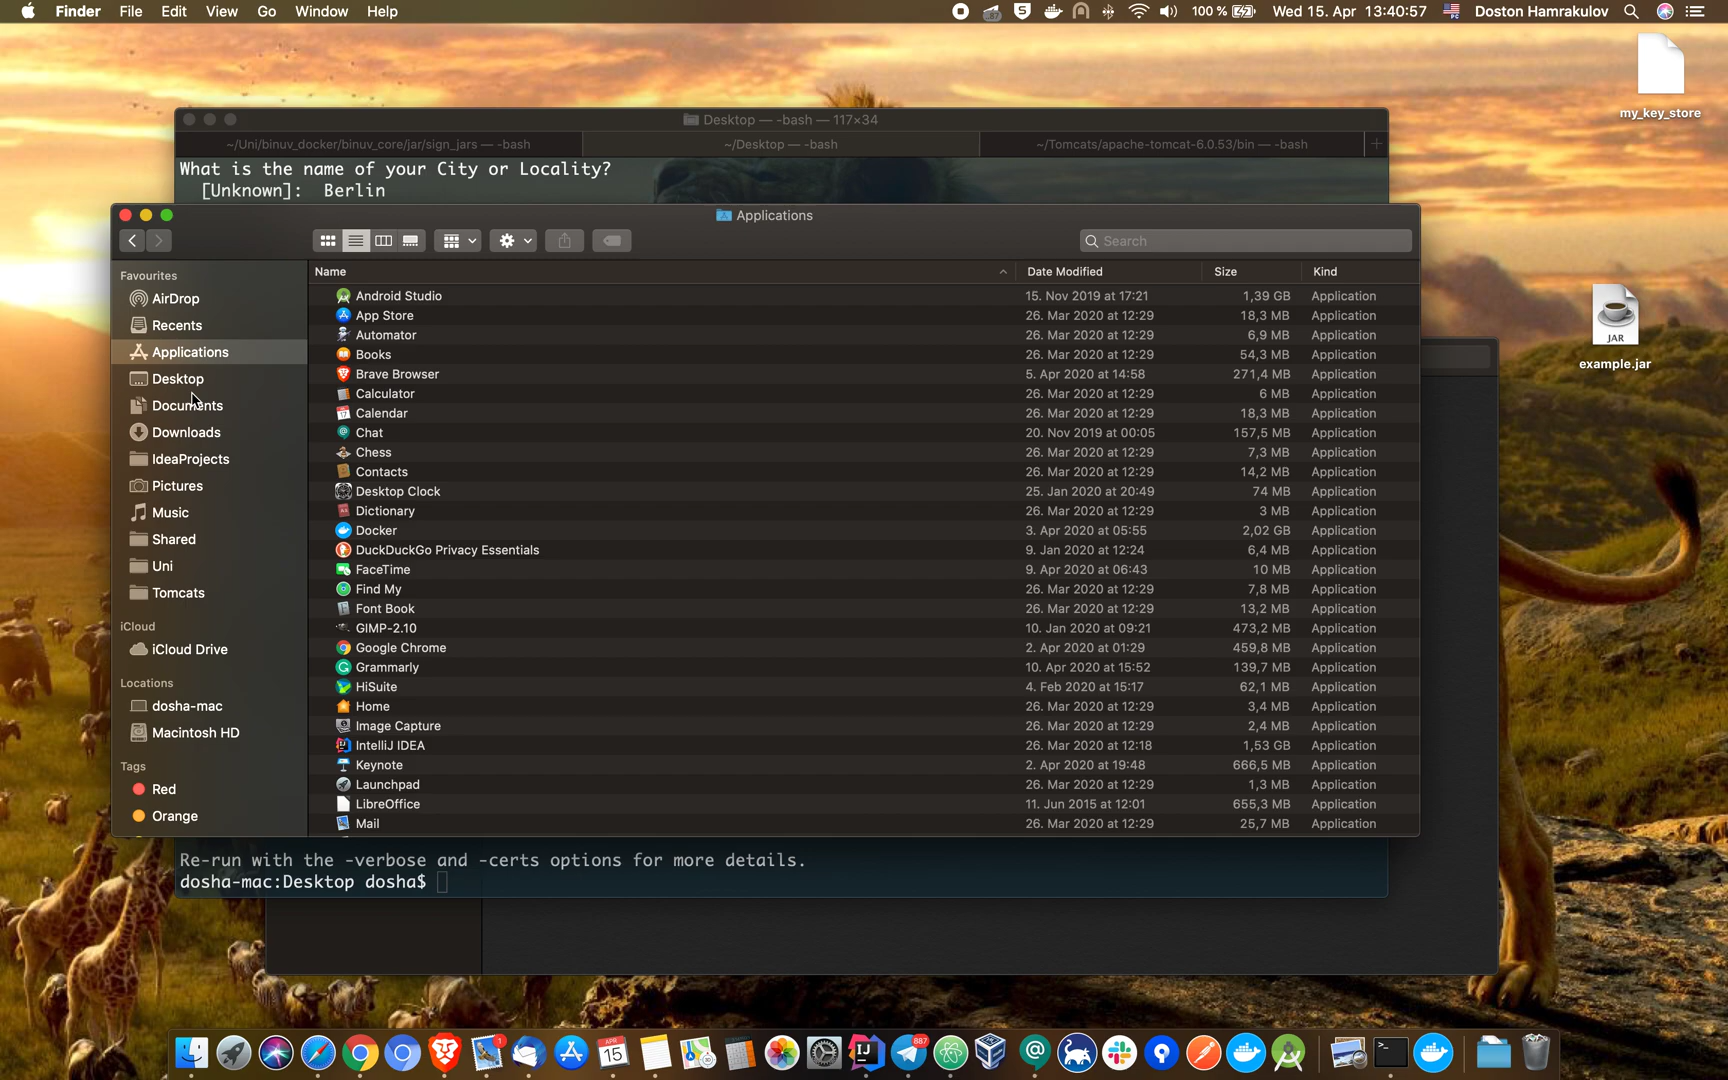 Finder File Edit View Go Window Help 100 % Wed 15. Apr 13:40:57 Doston Hamrakulov
my_key_store
Desktop — -bash — 117×34
~/Uni/binuv_docker/binuv_core/jar/sign_jars — -bash ~/Desktop — -bash ~/Tomcats/apache-tomcat-6.0.53/bin — -bash
What is the name of your City or Locality?
[Unknown]: Berlin
Applications
Search
Favourites
AirDrop
Recents
Applications
Desktop
Documents
Downloads
IdeaProjects
Pictures
Music
Shared
Uni
Tomcats
iCloud
iCloud Drive
Locations
dosha-mac
Macintosh HD
Tags
Red
Orange
Name Date Modified Size Kind
Android Studio 15. Nov 2019 at 17:21 1,39 GB Application
App Store 26. Mar 2020 at 12:29 18,3 MB Application
Automator 26. Mar 2020 at 12:29 6,9 MB Application
Books 26. Mar 2020 at 12:29 54,3 MB Application
Brave Browser 5. Apr 2020 at 14:58 271,4 MB Application
Calculator 26. Mar 2020 at 12:29 6 MB Application
Calendar 26. Mar 2020 at 12:29 18,3 MB Application
Chat 20. Nov 2019 at 00:05 157,5 MB Application
Chess 26. Mar 2020 at 12:29 7,3 MB Application
Contacts 26. Mar 2020 at 12:29 14,2 MB Application
Desktop Clock 25. Jan 2020 at 20:49 74 MB Application
Dictionary 26. Mar 2020 at 12:29 3 MB Application
Docker 3. Apr 2020 at 05:55 2,02 GB Application
DuckDuckGo Privacy Essentials 9. Jan 2020 at 12:24 6,4 MB Application
FaceTime 9. Apr 2020 at 06:43 10 MB Application
Find My 26. Mar 2020 at 12:29 7,8 MB Application
Font Book 26. Mar 2020 at 12:29 13,2 MB Application
GIMP-2.10 10. Jan 2020 at 09:21 473,2 MB Application
Google Chrome 2. Apr 2020 at 01:29 459,8 MB Application
Grammarly 10. Apr 2020 at 15:52 139,7 MB Application
HiSuite 4. Feb 2020 at 15:17 62,1 MB Application
Home 26. Mar 2020 at 12:29 3,4 MB Application
Image Capture 26. Mar 2020 at 12:29 2,4 MB Application
IntelliJ IDEA 26. Mar 2020 at 12:18 1,53 GB Application
Keynote 2. Apr 2020 at 19:48 666,5 MB Application
Launchpad 26. Mar 2020 at 12:29 1,3 MB Application
LibreOffice 11. Jun 2015 at 12:01 655,3 MB Application
Mail 26. Mar 2020 at 12:29 25,7 MB Application
JAR
example.jar
Re-run with the -verbose and -certs options for more details.
dosha-mac:Desktop dosha$
1 APR 15 887